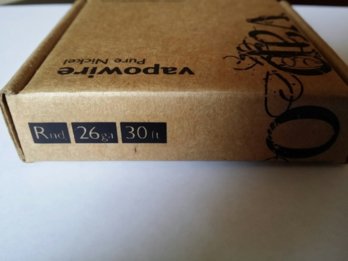 vapowire
Pure Nickel
Rnd 26ga 30ft